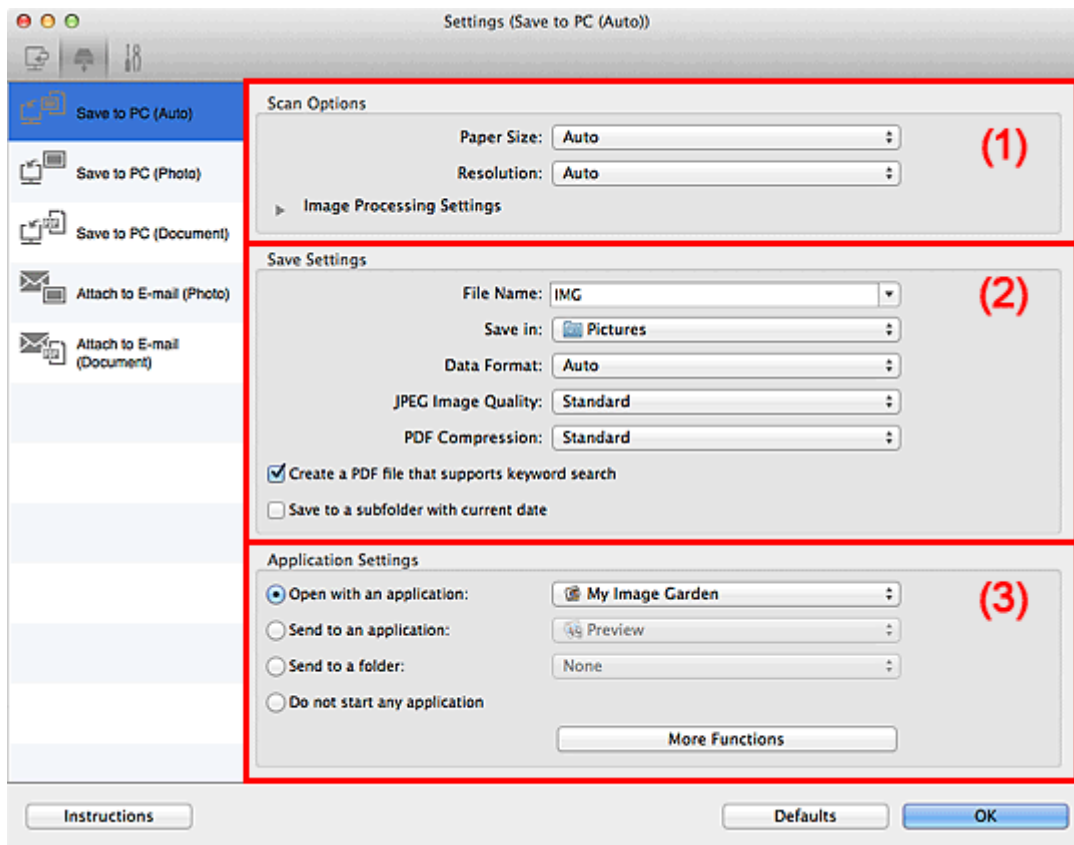 Settings (Save to PC (Auto))
Save to PC (Auto)
Save to PC (Photo)
Save to PC (Document)
Attach to E-mail (Photo)
Attach to E-mail
(Document)
Scan Options
(1)
Paper Size: Auto
Resolution: Auto
Image Processing Settings
Save Settings
(2)
File Name: IMG
Save in: Pictures
Data Format: Auto
JPEG Image Quality: Standard
PDF Compression: Standard
Create a PDF file that supports keyword search
Save to a subfolder with current date
Application Settings
(3)
Open with an application: My Image Garden
Send to an application: Preview
Send to a folder: None
Do not start any application
More Functions
Instructions
Defaults
OK